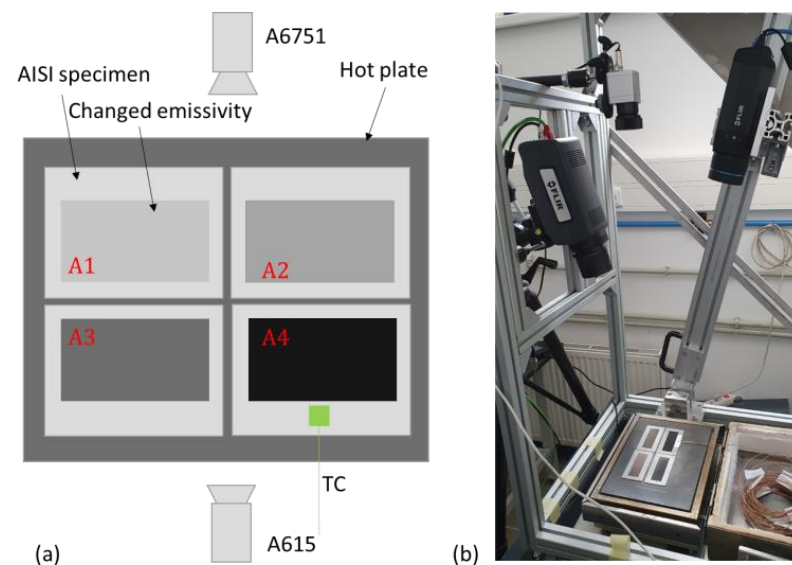 A6751
AISI specimen
Hot plate
Changed emissivity
A1
A2
A3
A4
TC
A615
(a)
(b)
FLIR
FLIR